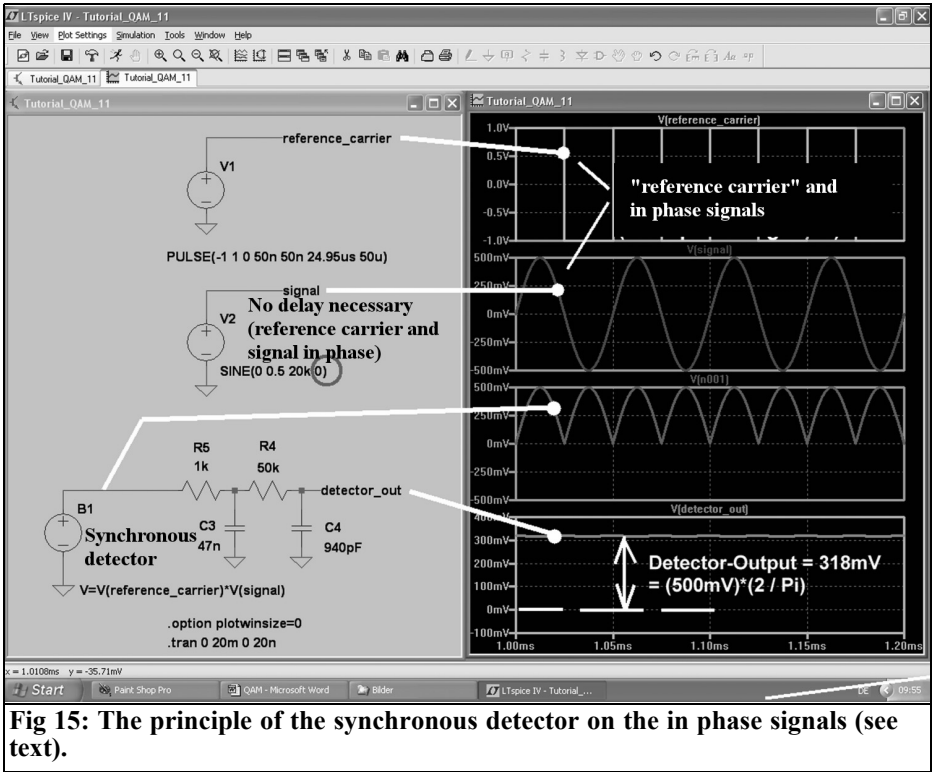 LTspice IV - Tutorial_QAM_11
File View Plot Settings Simulation Tools Window Help
Tutorial_QAM_11 Tutorial_QAM_11
Tutorial_QAM_11
reference_carrier
V1
PULSE(-1 1 0 50n 50n 24.95us 50u)
signal
No delay necessary
V2
(reference carrier and
signal in phase)
SINE(0 0.5 20k 0)
R5
1k
R4
50k
detector_out
B1
Synchronous
detector
C3
47n
C4
940pF
V=V(reference_carrier)*V(signal)
.option plotwinsize=0
.tran 0 20m 0 20n
Tutorial_QAM_11
V(reference_carrier)
1.0V
0.5V
0.0V
-0.5V
-1.0V
"reference carrier" and
in phase signals
V(signal)
500mV
250mV
0mV
-250mV
-500mV
V(n001)
500mV
250mV
0mV
-250mV
-500mV
V(detector_out)
400mV
300mV
200mV
100mV
0mV
-100mV
Detector-Output = 318mV
= (500mV)*(2 / Pi)
1.00ms 1.05ms 1.10ms 1.15ms 1.20ms
x = 1.0108ms y = -35.71mV
Start Paint Shop Pro QAM - Microsoft Word Bilder LTspice IV - Tutorial_... DE 09:55
Fig 15: The principle of the synchronous detector on the in phase signals (see
text).